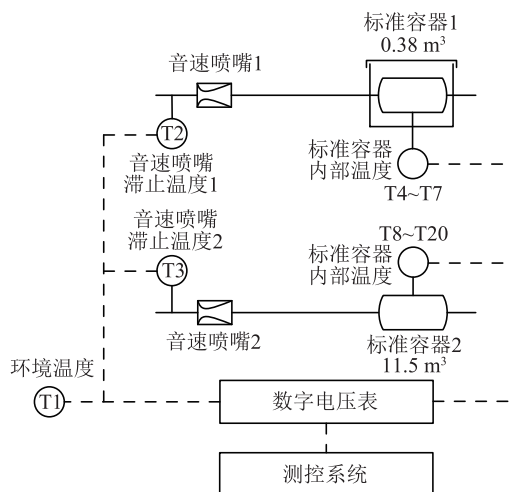 标准容器1
0.38 m³
音速喷嘴1
T2
音速喷嘴
滞止温度1
标准容器
内部温度
T4~T7
音速喷嘴
滞止温度2
T8~T20
标准容器
内部温度
T3
音速喷嘴2
标准容器2
11.5 m³
环境温度
T1
数字电压表
测控系统